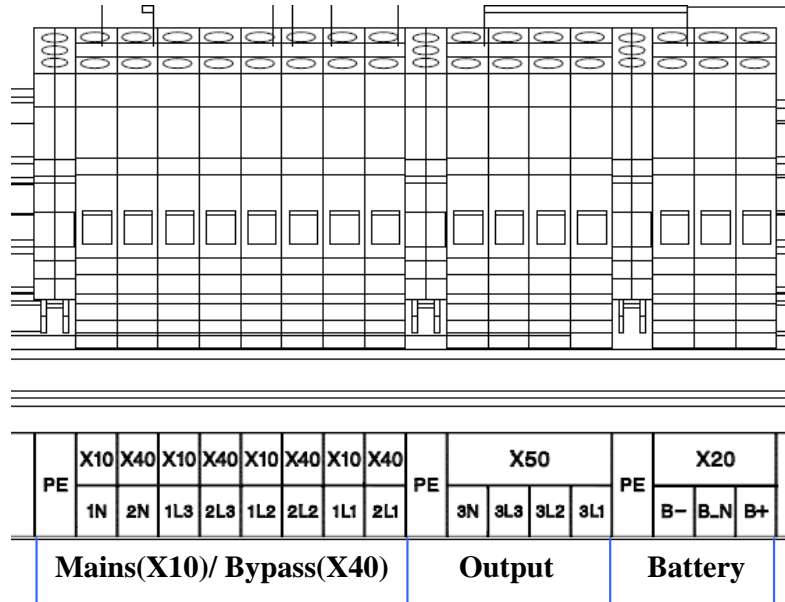 X10 X40 X10 X40 X10 X40 X10 X40 X50 X20
PE PE PE
1N 2N 1L3 2L3 1L2 2L2 1L1 2L1 3N 3L3 3L2 3L1 B- B_N B+
Mains(X10)/ Bypass(X40) Output Battery